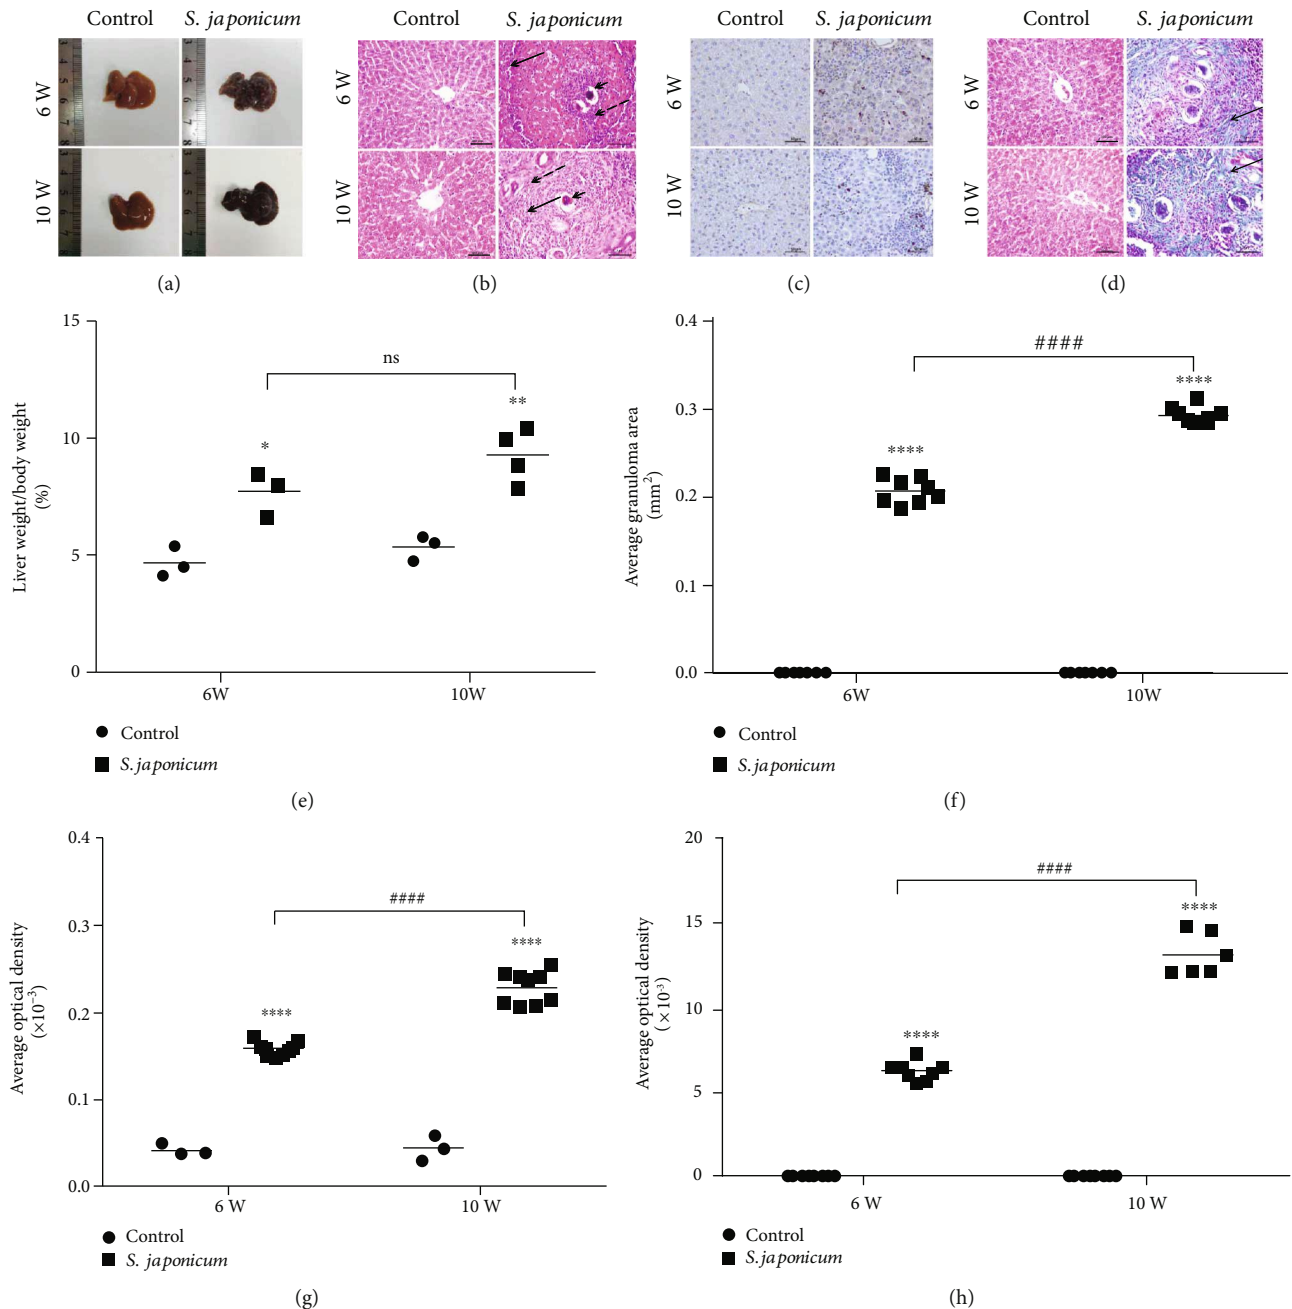 Control S. japonicum Control S. japonicum Control S. japonicum Control S. japonicum
6 W 6 W 6 W 6 W
10 W 10 W 10 W 10 W
(a) (b) (c) (d)
15
10
5
0
Liver weight/body weight
(%)
ns
*
**
6W 10W
Control
S. japonicum
(e)
0.4
0.3
0.2
0.1
0.0
Average granuloma area
(mm²)
####
****
****
6W 10W
Control
S. japonicum
(f)
0.4
0.3
0.2
0.1
0.0
Average optical density
(×10⁻³)
####
****
****
6 W 10 W
Control
S. japonicum
(g)
20
15
10
5
0
Average optical density
(×10⁻³)
####
****
****
6 W 10 W
Control
S. japonicum
(h)